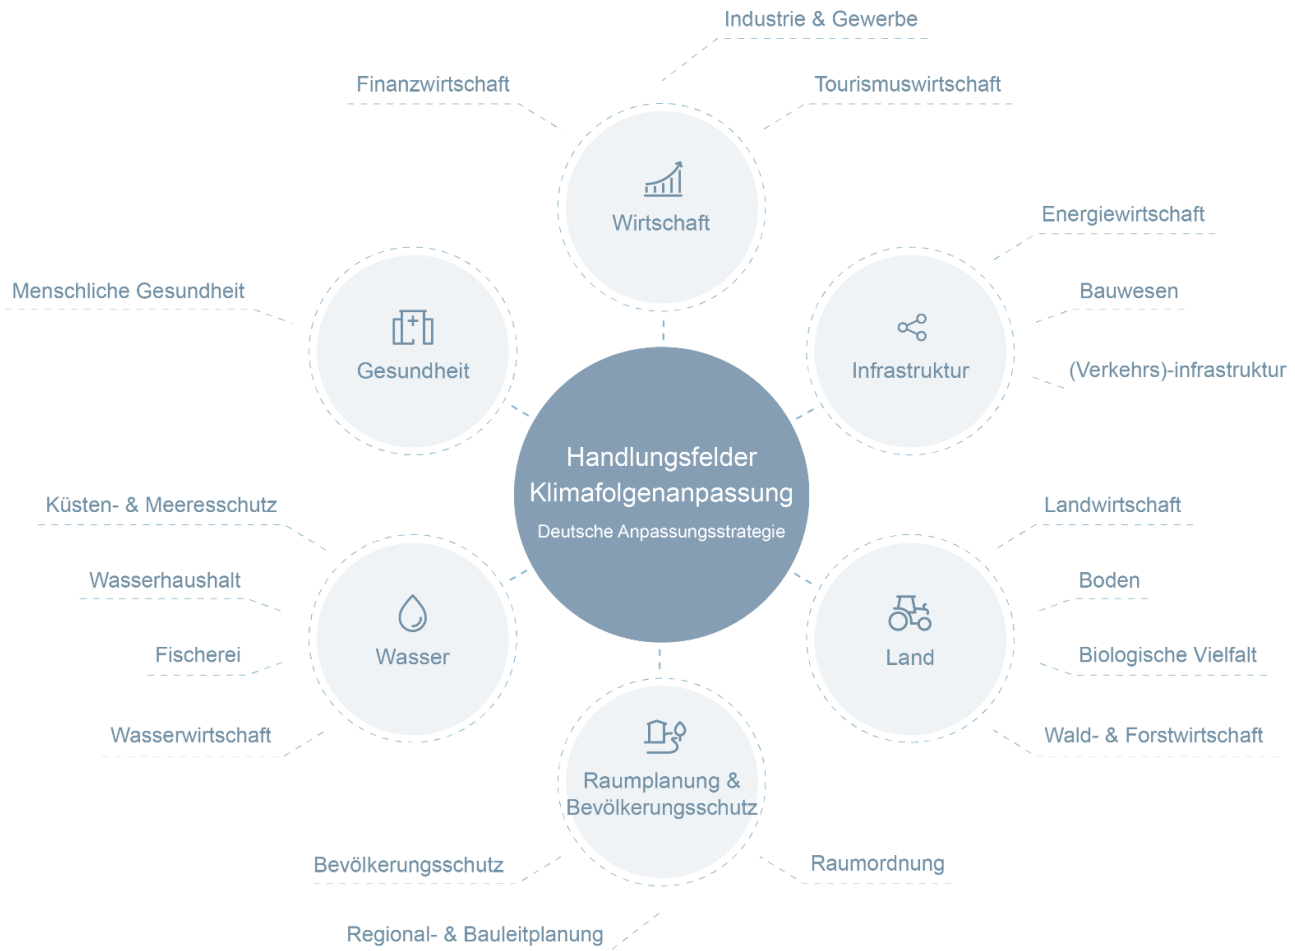 Industrie & Gewerbe
Finanzwirtschaft
Tourismuswirtschaft
Wirtschaft
Energiewirtschaft
Bauwesen
(Verkehrs)-infrastruktur
Infrastruktur
Menschliche Gesundheit
Gesundheit
Handlungsfelder
Klimafolgenanpassung
Deutsche Anpassungsstrategie
Küsten- & Meeresschutz
Wasserhaushalt
Fischerei
Wasserwirtschaft
Wasser
Landwirtschaft
Boden
Biologische Vielfalt
Wald- & Forstwirtschaft
Land
Raumplanung &
Bevölkerungsschutz
Bevölkerungsschutz
Raumordnung
Regional- & Bauleitplanung